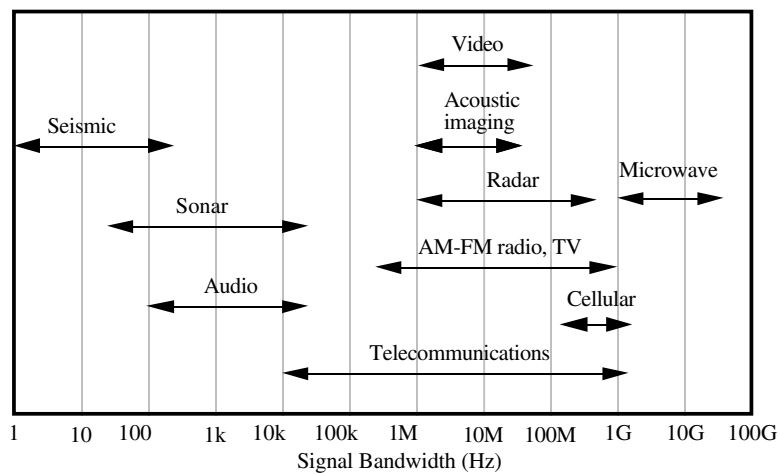 Video
Acoustic
imaging
Seismic
Microwave
Radar
Sonar
AM-FM radio, TV
Audio
Cellular
Telecommunications
1 10 100 1k 10k 100k 1M 10M 100M 1G 10G 100G
Signal Bandwidth (Hz)